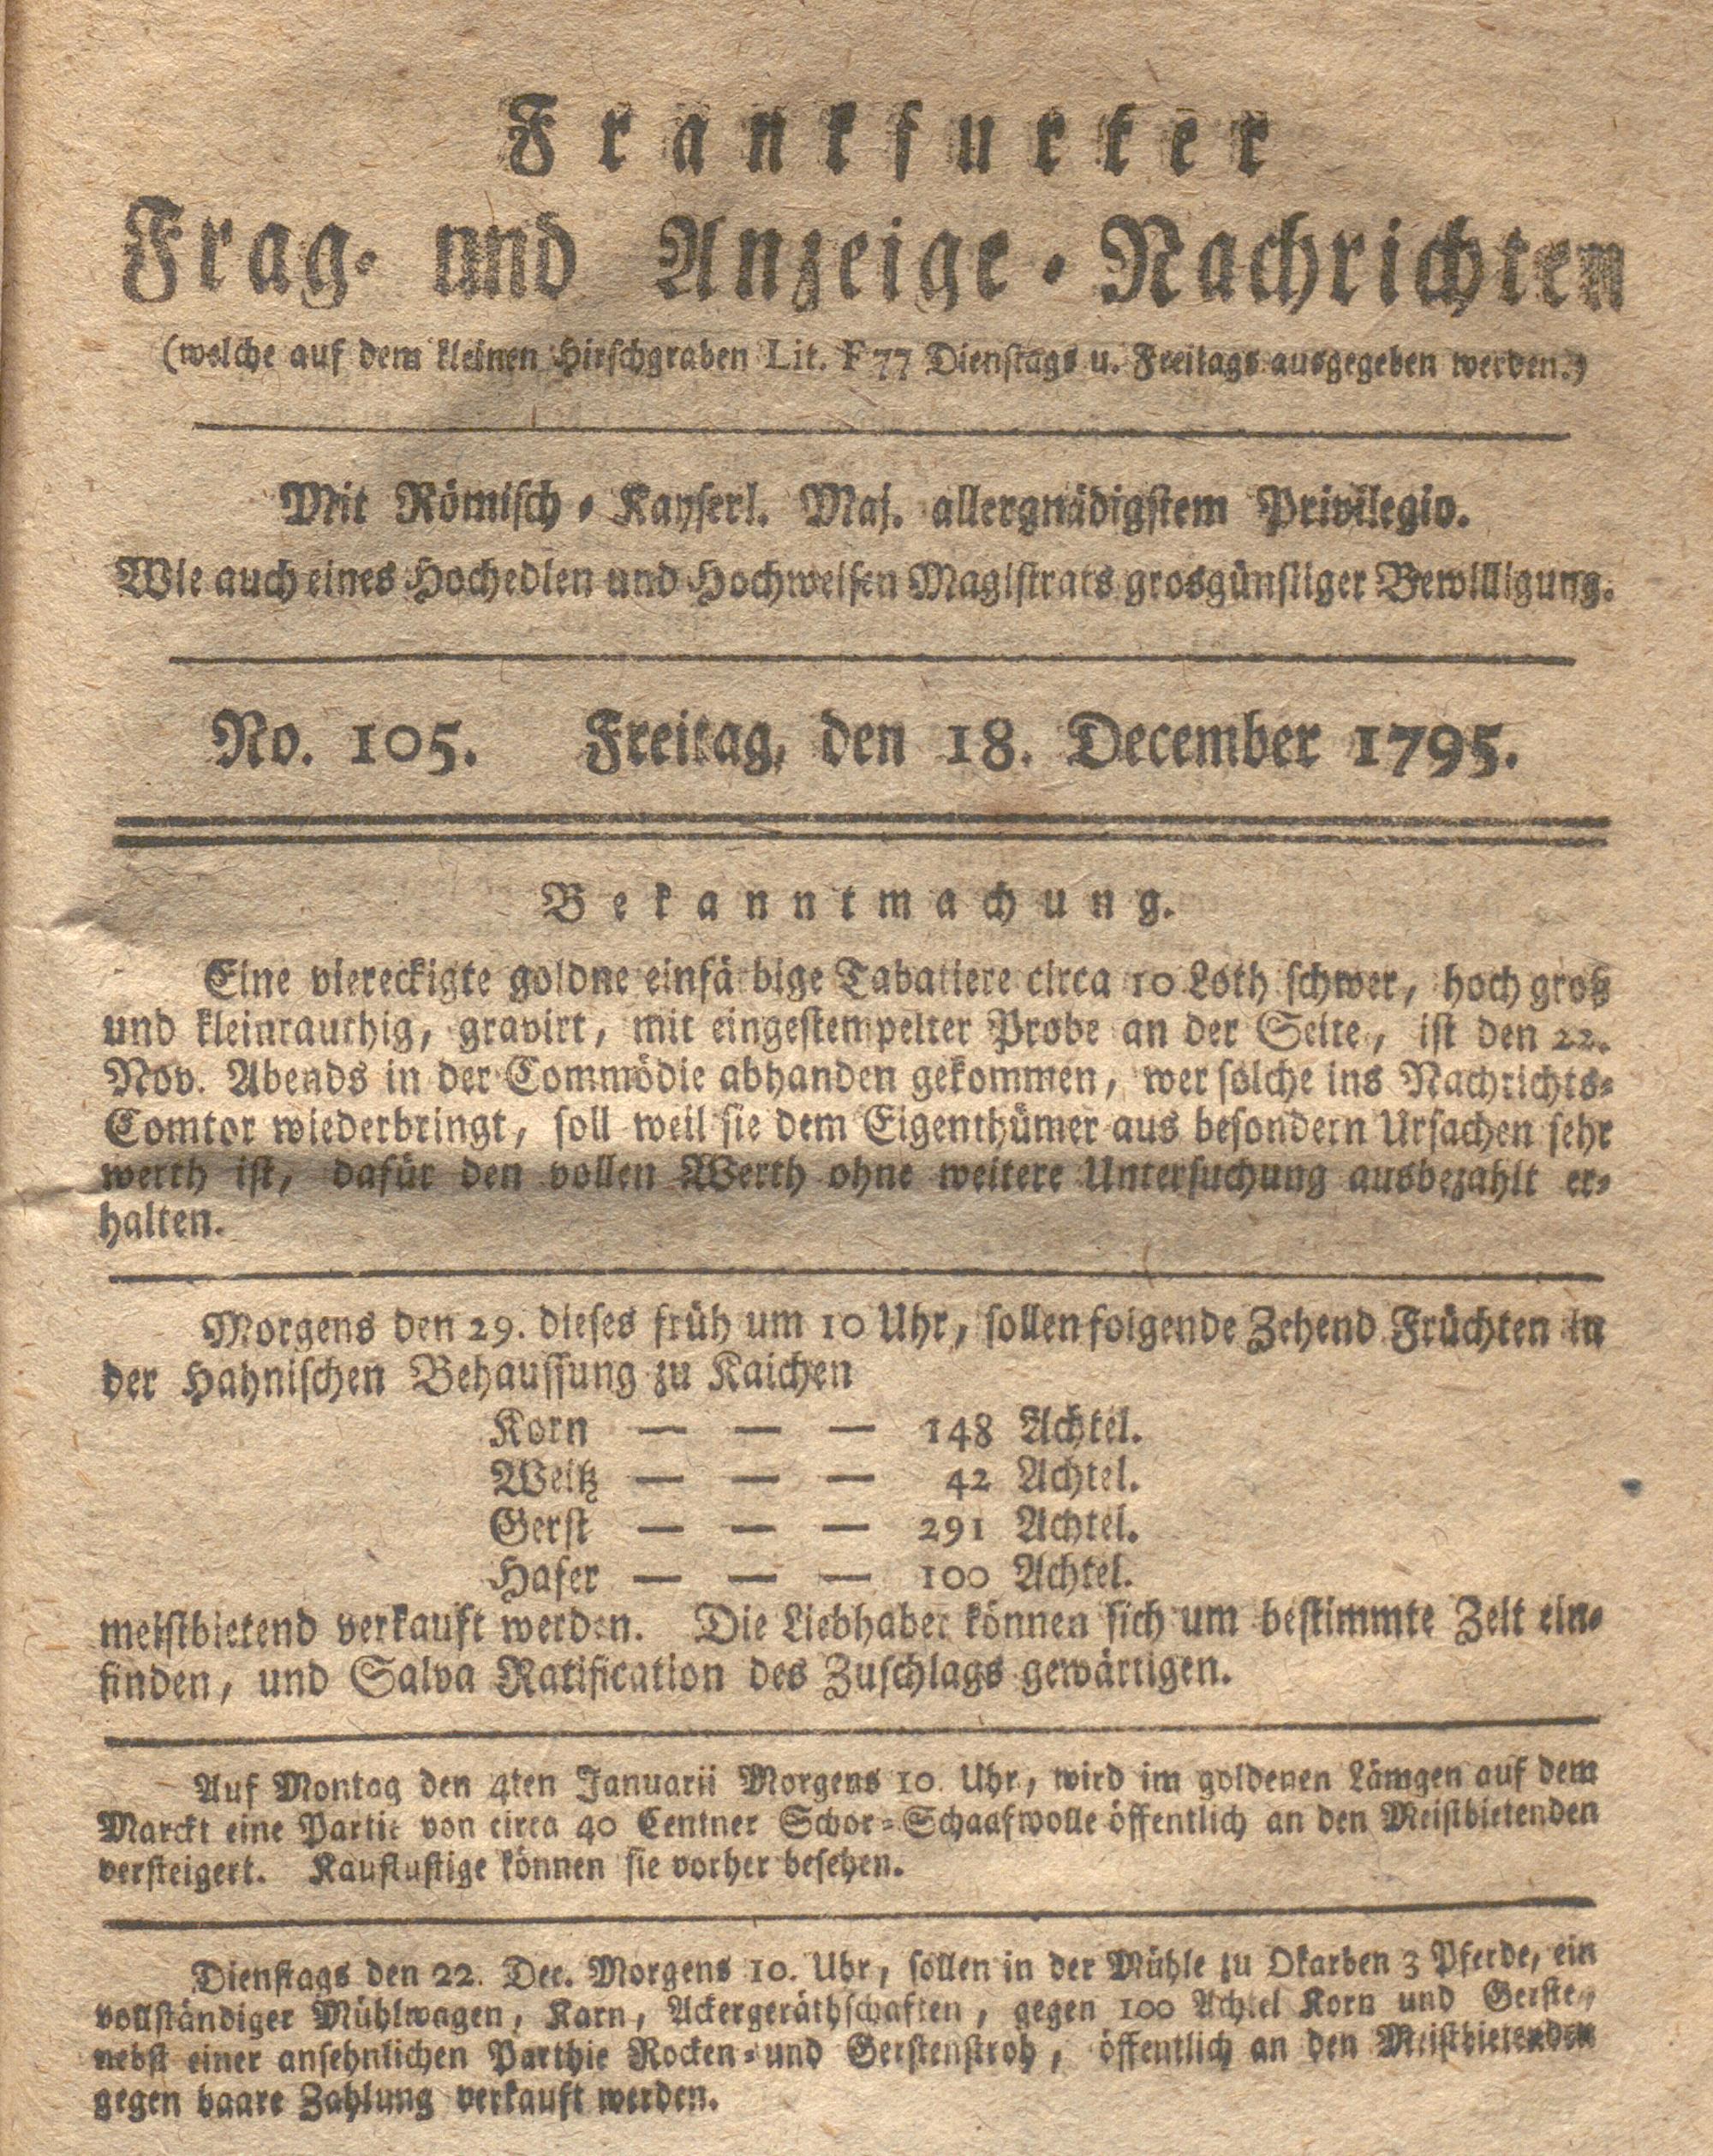 Frankfurter
Frag- und Anzeige-Nachrichten
(welche auf dem kleinen Hirschgraben Lit. F 77 Dienstags u. Freitags ausgegeben werden.)
Mit Römisch-Kayserl. Maj. allergnädigstem Privilegio.
Wie auch eines Hochedlen und Hochweisen Magistrats grosgünstiger Bewilligung.
No. 105. Freitag, den 18. December 1795.
Bekanntmachung.
Eine viereckigte goldne einfärbige Tabatiere circa 10 Loth schwer, hoch groß
und kleinrauthig, gravirt, mit eingestempelter Probe an der Seite, ist den 22.
Nov. Abends in der Commödie abhanden gekommen, wer solche ins Nachrichts-
Comtor wiederbringt, soll weil sie dem Eigenthümer aus besondern Ursachen sehr
werth ist, dafür den vollen Werth ohne weitere Untersuchung ausbezahlt er-
halten.
Morgens den 29. dieses früh um 10 Uhr, sollen folgende Zehend Früchten in
der Hahnischen Behaussung zu Kaichen
Korn — — — 148 Achtel.
Weitz — — — 42 Achtel.
Gerst — — — 291 Achtel.
Hafer — — — 100 Achtel.
meistbietend verkauft werden. Die Liebhaber können sich um bestimmte Zeit ein-
finden, und Salva Ratification des Zuschlags gewärtigen.
Auf Montag den 4ten Januarii Morgens 10. Uhr, wird im goldenen Lämgen auf dem
Marckt eine Partie von circa 40 Centner Schor-Schaafwolle öffentlich an den Meistbietenden
versteigert. Kauflustige können sie vorher besehen.
Dienstags den 22. Dec. Morgens 10. Uhr, sollen in der Mühle zu Okarben 3 Pferde, ein
vollständiger Mühlwagen, Karn, Ackergeräthschaften, gegen 100 Achtel Korn und Gerste,
nebst einer ansehnlichen Parthie Rocken- und Gerstenstroh, öffentlich an den Meistbietenden
gegen baare Zahlung verkauft werden.